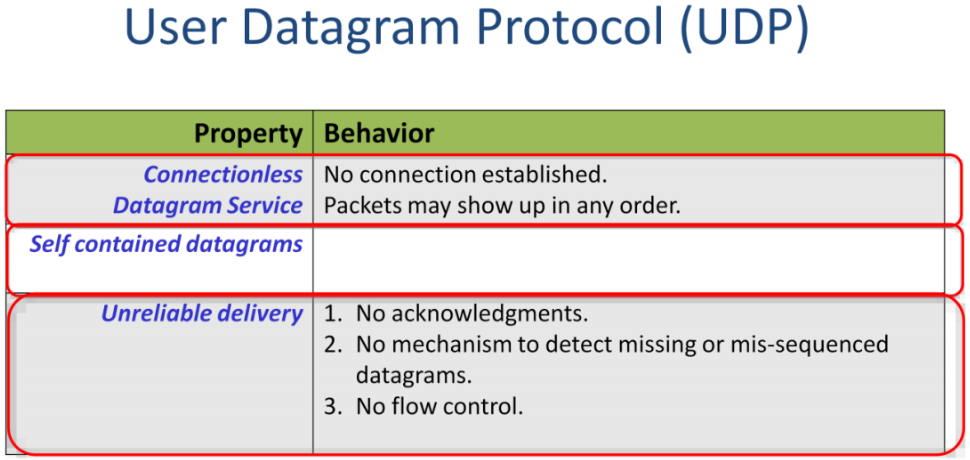 User Datagram Protocol (UDP)
Property Behavior
Connectionless No connection established.
Datagram Service Packets may show up in any order.
Self contained datagrams
Unreliable delivery 1. No acknowledgments.
2. No mechanism to detect missing or mis-sequenced
datagrams.
3. No flow control.